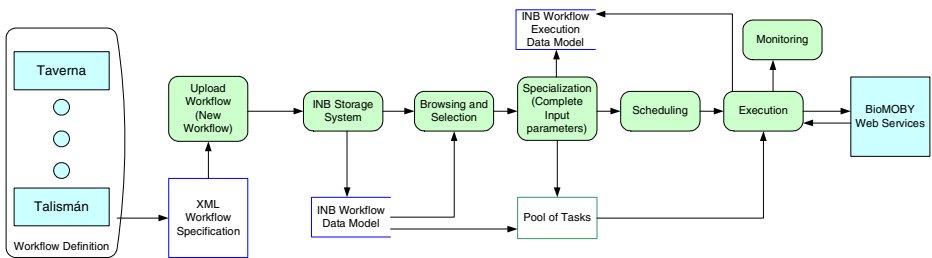 Taverna
Talismán
Workflow Definition
XML
Workflow
Specification
Upload
Workflow
(New
Workflow)
INB Storage
System
INB Workflow
Data Model
Browsing and
Selection
INB Workflow
Execution
Data Model
Specialization
(Complete
Input
parameters)
Pool of Tasks
Scheduling
Monitoring
Execution
BioMOBY
Web Services